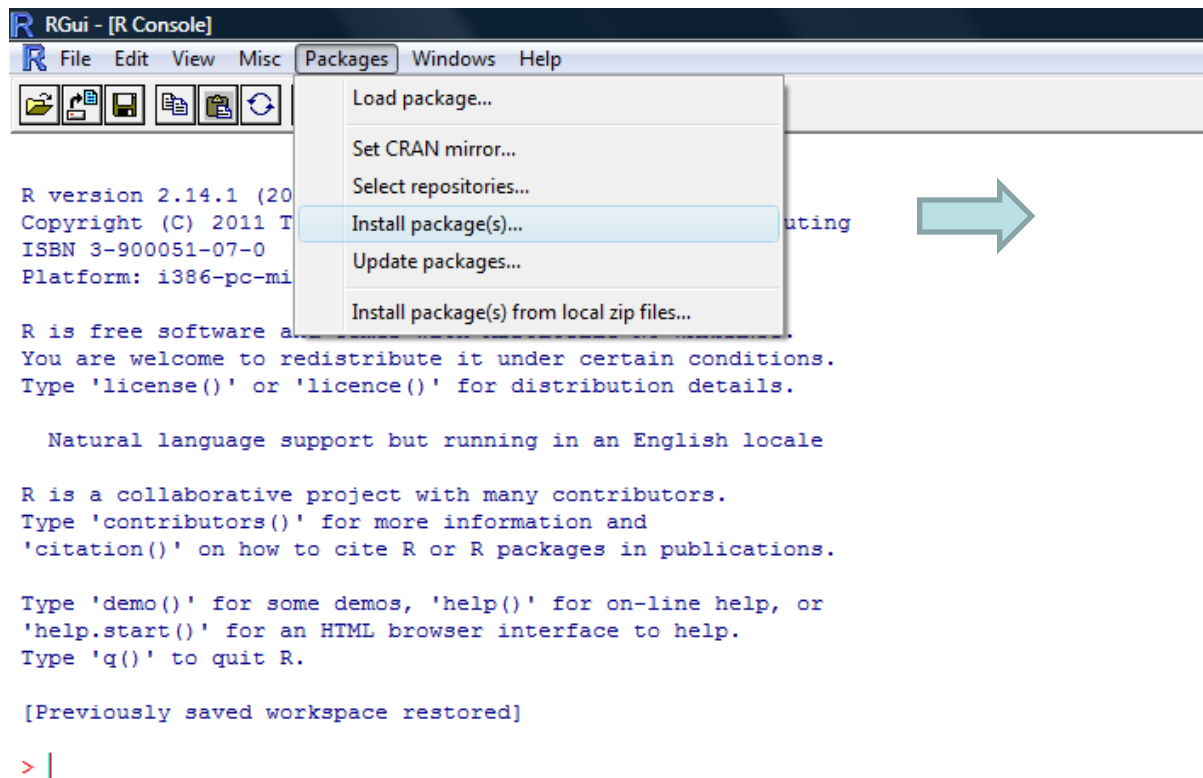 RGui - [R Console]
File Edit View Misc Packages Windows Help
Load package...
Set CRAN mirror...
Select repositories...
Install package(s)...
Update packages...
Install package(s) from local zip files...
R version 2.14.1 (20
Copyright (C) 2011 T uting
ISBN 3-900051-07-0
Platform: i386-pc-mi
R is free software a
You are welcome to redistribute it under certain conditions.
Type 'license()' or 'licence()' for distribution details.
Natural language support but running in an English locale
R is a collaborative project with many contributors.
Type 'contributors()' for more information and
'citation()' on how to cite R or R packages in publications.
Type 'demo()' for some demos, 'help()' for on-line help, or
'help.start()' for an HTML browser interface to help.
Type 'q()' to quit R.
[Previously saved workspace restored]
>